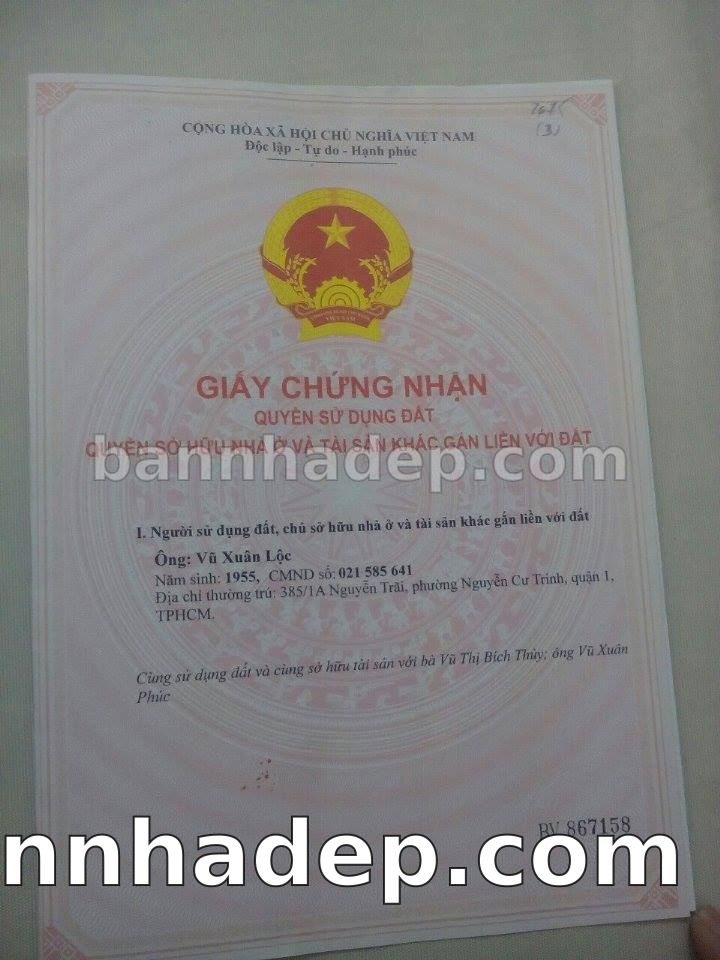 CỘNG HÒA XÃ HỘI CHỦ NGHĨA VIỆT NAM
Độc lập - Tự do - Hạnh phúc
(3)
VIỆT NAM
GIẤY CHỨNG NHẬN
QUYỀN SỬ DỤNG ĐẤT
QUYỀN SỞ HỮU NHÀ Ở VÀ TÀI SẢN KHÁC GẮN LIỀN VỚI ĐẤT
bannhadep.com
I. Người sử dụng đất, chủ sở hữu nhà ở và tài sản khác gắn liền với đất
Ông: Vũ Xuân Lộc
Năm sinh: 1955, CMND số: 021 585 641
Địa chỉ thường trú: 385/1A Nguyễn Trãi, phường Nguyễn Cư Trinh, quận 1,
TPHCM.
Cùng sử dụng đất và cùng sở hữu tài sản với bà Vũ Thị Bích Thủy; ông Vũ Xuân
Phúc
BV 867158
nnhadep.com